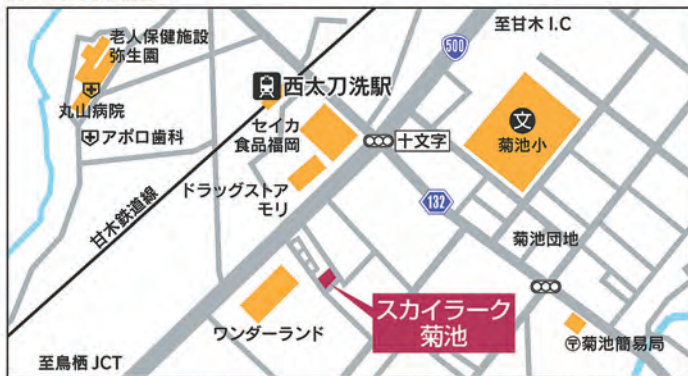 至甘木 I.C
500
老人保健施設
弥生園
丸山病院
アポロ歯科
西太刀洗駅
セイカ
食品福岡
十文字
文
菊池小
ドラッグストア
モリ
甘木鉄道線
132
菊池団地
スカイラーク
菊池
ワンダーランド
〒菊池簡易局
至鳥栖 JCT